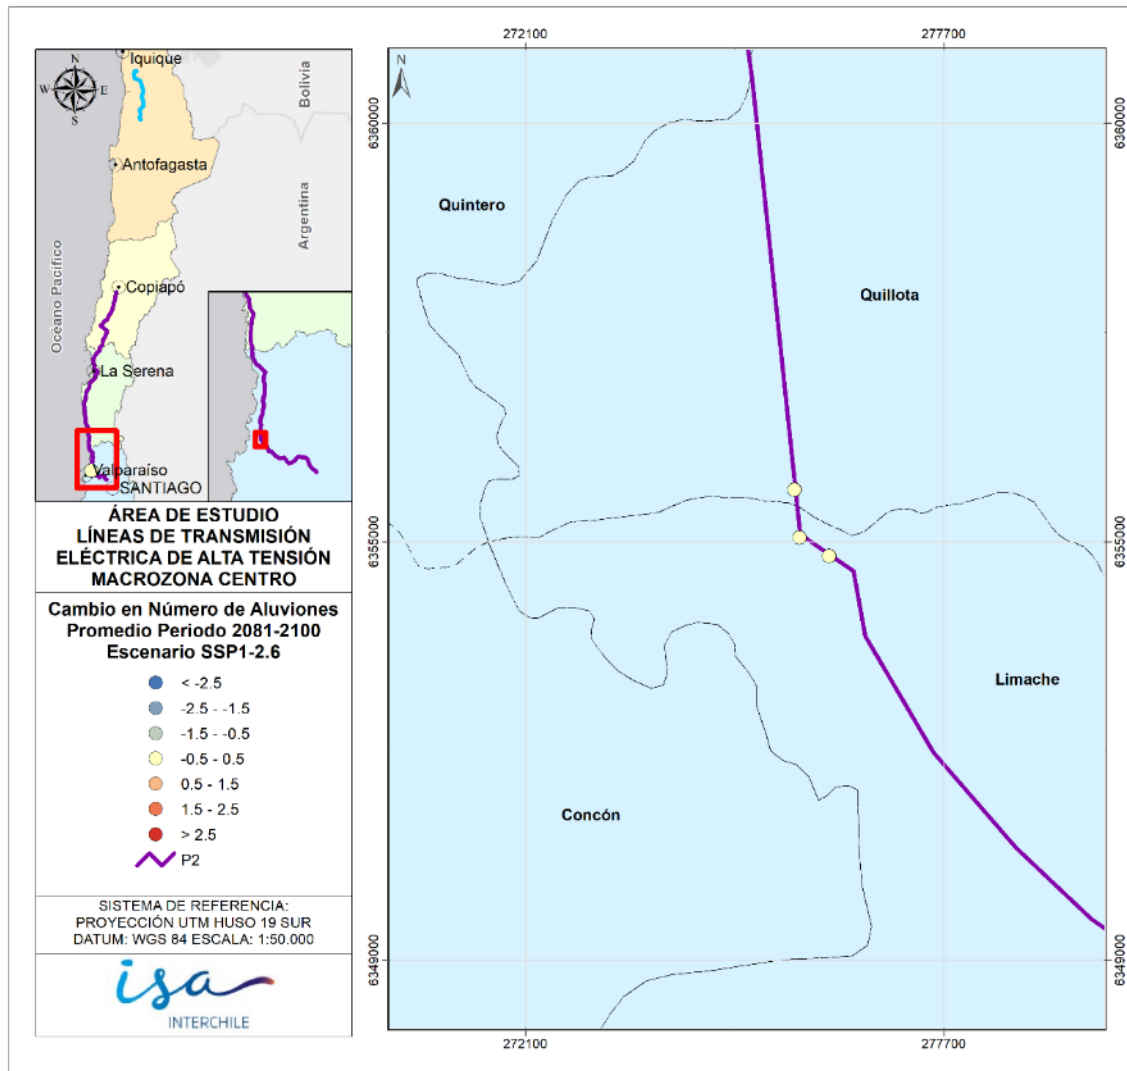 N
W E
S
Iquique
Bolivia
Antofagasta
Argentina
Océano Pacífico
Copiapó
La Serena
Valparaíso
SANTIAGO
ÁREA DE ESTUDIO
LÍNEAS DE TRANSMISIÓN
ELÉCTRICA DE ALTA TENSIÓN
MACROZONA CENTRO
Cambio en Número de Aluviones
Promedio Periodo 2081-2100
Escenario SSP1-2.6
< -2.5
-2.5 - -1.5
-1.5 - -0.5
-0.5 - 0.5
0.5 - 1.5
1.5 - 2.5
> 2.5
P2
SISTEMA DE REFERENCIA:
PROYECCIÓN UTM HUSO 19 SUR
DATUM: WGS 84 ESCALA: 1:50.000
isa
INTERCHILE
272100
277700
N
6360000
6360000
Quintero
Quillota
6355000
6355000
Limache
Concón
6349000
6349000
272100
277700